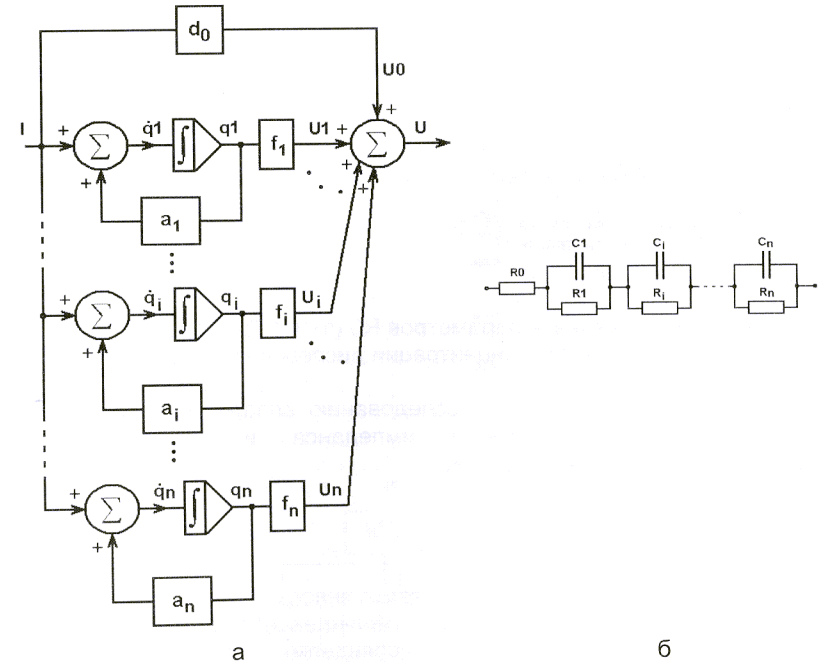 d0
U0
I + q̇1 q1 f1 U1 + + U
Σ ∫ Σ
+ +
+
a1
C1 Ci Cn
R0
R1 Ri Rn
+ q̇i qi fi Ui
Σ ∫
+
ai
+ q̇n qn fn Un
Σ ∫
+
an
а б